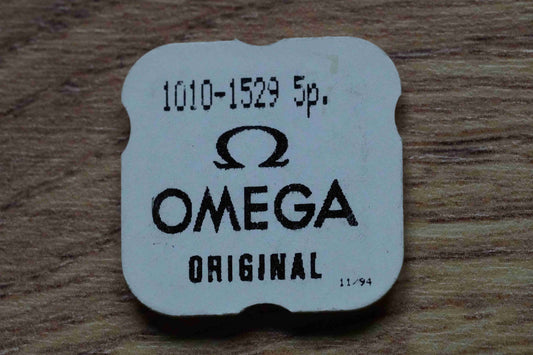 1010-1529 5p.
Ω
OMEGA
ORIGINAL
11/94